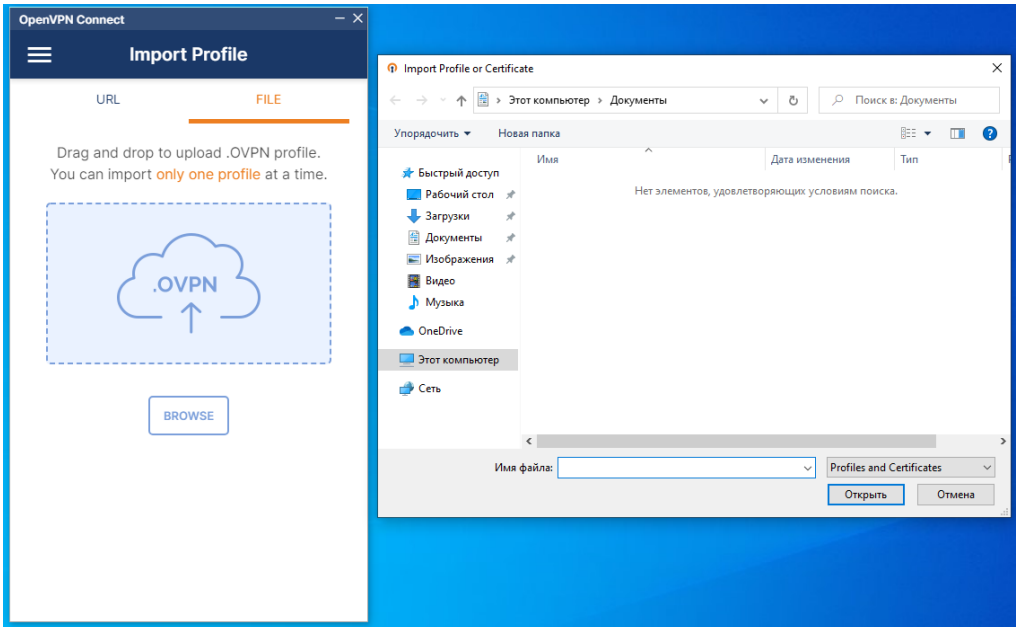 OpenVPN Connect
Import Profile
URL
FILE
Drag and drop to upload .OVPN profile.
You can import only one profile at a time.
.OVPN
BROWSE
Import Profile or Certificate
Этот компьютер › Документы
Поиск в: Документы
Упорядочить
Новая папка
Имя
Дата изменения
Тип
Нет элементов, удовлетворяющих условиям поиска.
Быстрый доступ
Рабочий стол
Загрузки
Документы
Изображения
Видео
Музыка
OneDrive
Этот компьютер
Сеть
Имя файла:
Profiles and Certificates
Открыть
Отмена